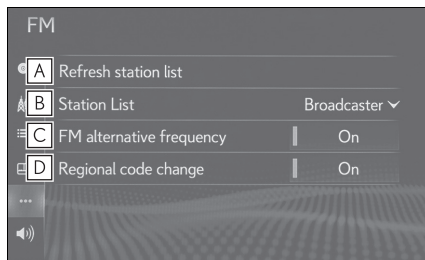 FM
A Refresh station list
B Station List Broadcaster
C FM alternative frequency On
D Regional code change On